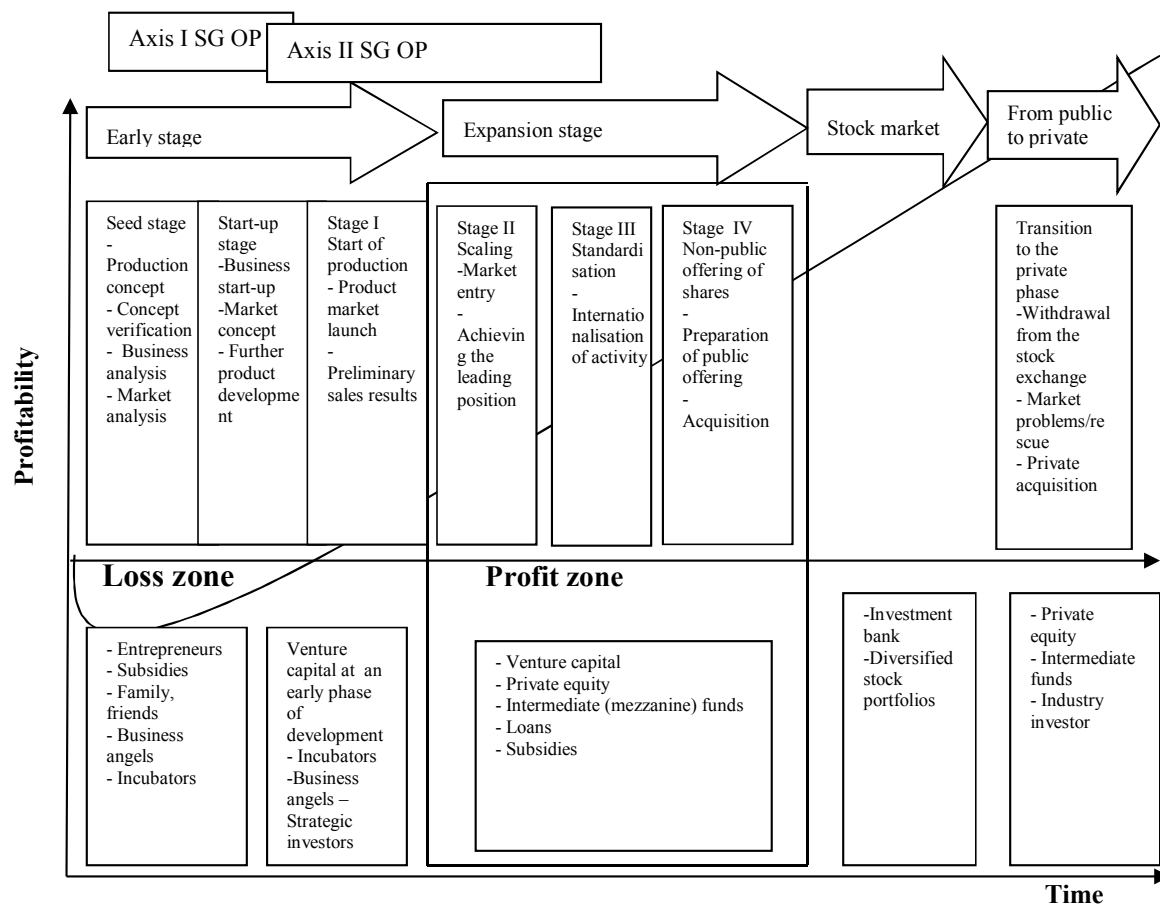 Axis I SG OP
Axis II SG OP
Early stage
Expansion stage
Stock market
From public
to private
Profitability
Seed stage
-
Production
concept
- Concept
verification
- Business
analysis
- Market
analysis
Start-up
stage
-Business
start-up
-Market
concept
- Further
product
developme
nt
Stage I
Start of
production
- Product
market
launch
-
Preliminary
sales results
Stage II
Scaling
-Market
entry
-
Achievin
g the
leading
position
Stage III
Standardi
sation
-
Internatio
nalisation
of activity
Stage IV
Non-public
offering of
shares
-
Preparation
of public
offering
-
Acquisition
Transition
to the
private
phase
-Withdrawal
from the
stock
exchange
- Market
problems/re
scue
- Private
acquisition
Loss zone
Profit zone
- Entrepreneurs
- Subsidies
- Family,
friends
- Business
angels
- Incubators
Venture
capital at an
early phase of
development
- Incubators
-Business
angels –
Strategic
investors
- Venture capital
- Private equity
- Intermediate (mezzanine) funds
- Loans
- Subsidies
-Investment
bank
-Diversified
stock
portfolios
- Private
equity
- Intermediate
funds
- Industry
investor
Time